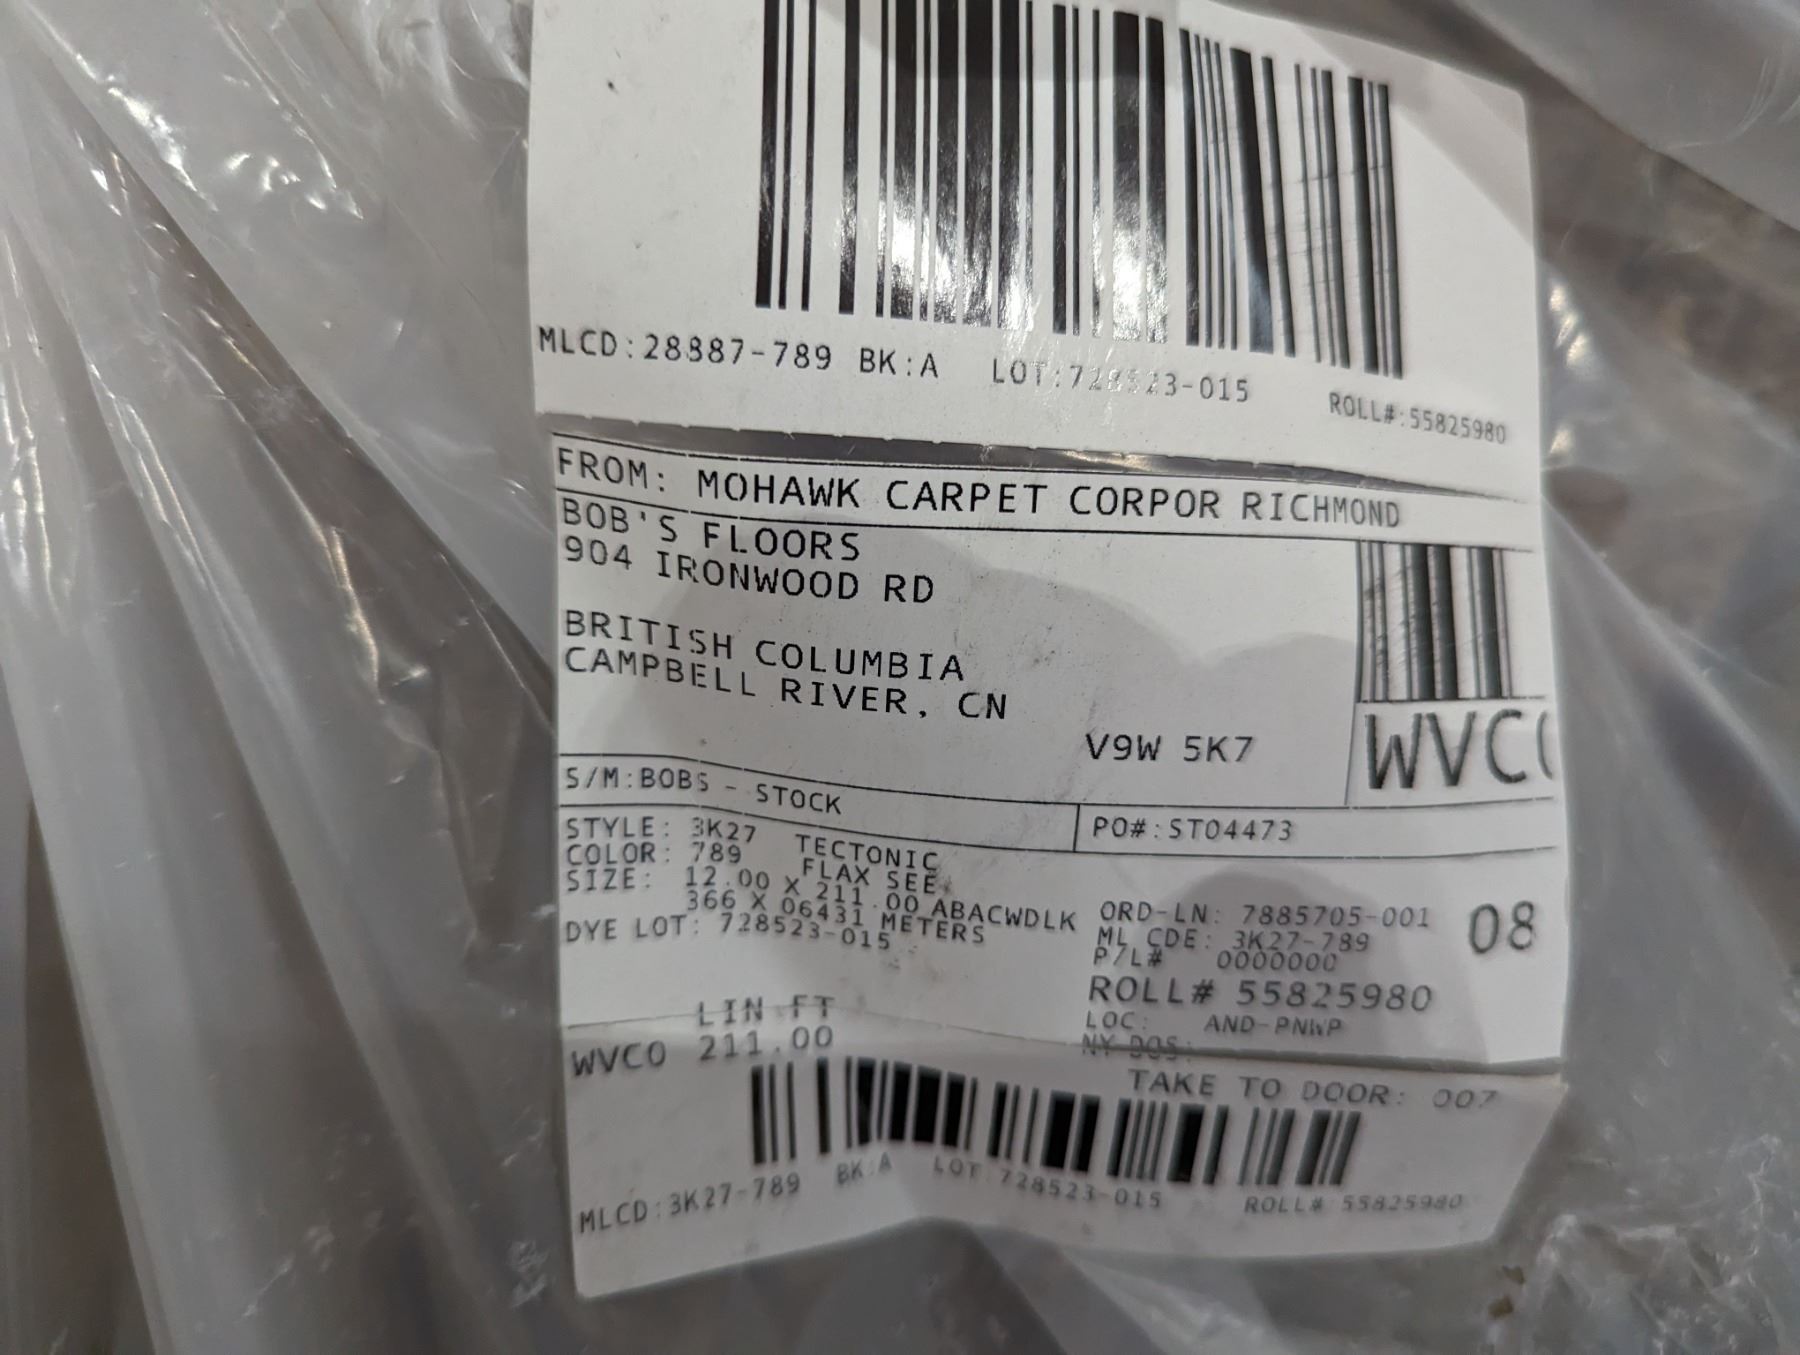 MLCD:28887-789 BK:A LOT:728523-015 ROLL#:55825980
FROM: MOHAWK CARPET CORPOR RICHMOND
BOB'S FLOORS
904 IRONWOOD RD
BRITISH COLUMBIA
CAMPBELL RIVER, CN
V9W 5K7
WVCO
S/M:BOBS - STOCK
PO#:ST04473
STYLE: 3K27 TECTONIC
COLOR: 789 FLAX SEE
SIZE: 12.00 X 211.00 ABACWDLK
366 X 06431 METERS
DYE LOT: 728523-015
ORD-LN: 7885705-001
ML CDE: 3K27-789
P/L# 0000000
08
ROLL# 55825980
LOC: AND-PNWP
NY DOS:
LIN FT
WVCO 211.00
TAKE TO DOOR: 007
MLCD:3K27-789 BK:A LOT:728523-015 ROLL# 55825980